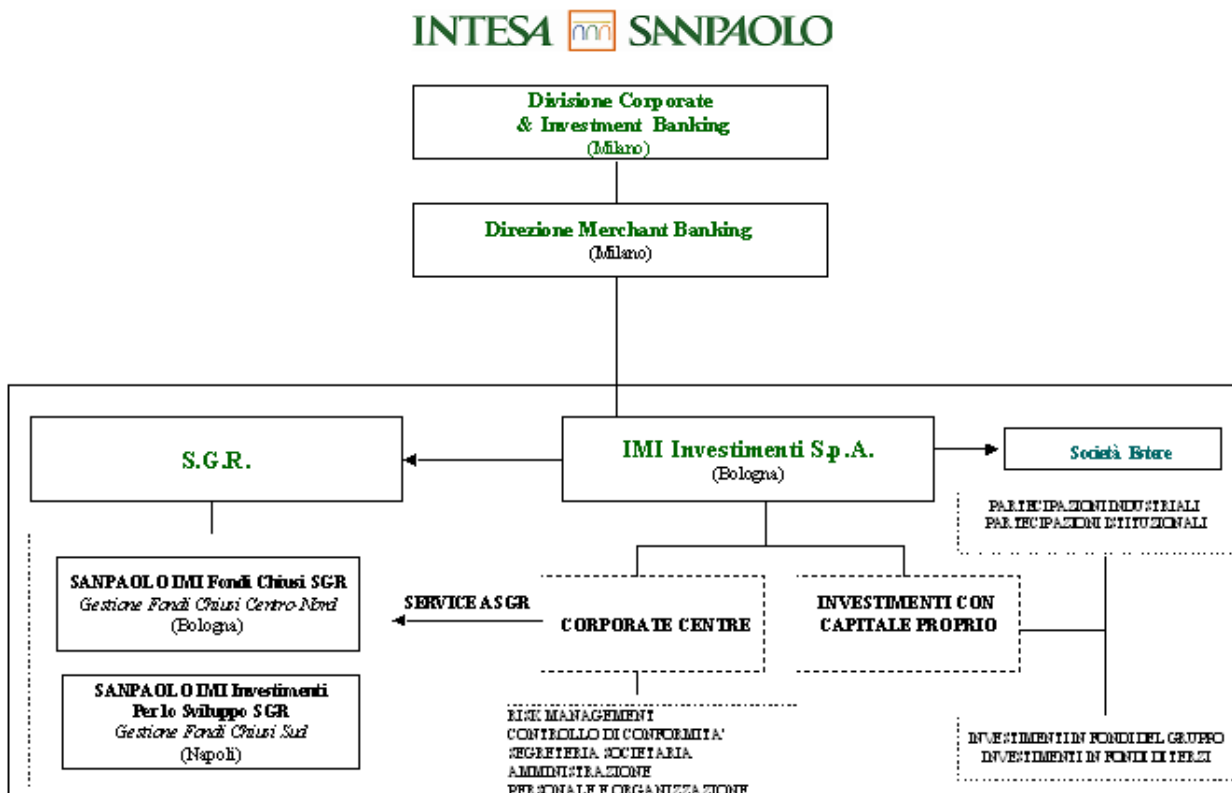 INTESA SANPAOLO
Divisione Corporate
& Investment Banking
(Milano)
Direzione Merchant Banking
(Milano)
S.G.R.
IMI Investimenti S.p.A.
(Bologna)
Società Estere
PARTECIPAZIONI INDUSTRIALI
PARTECIPAZIONI ISTITUZIONALI
SANPAOLO IMI Fondi Chiusi SGR
Gestione Fondi Chiusi Centro-Nord
(Bologna)
SERVICE A SGR
CORPORATE CENTRE
INVESTIMENTI CON
CAPITALE PROPRIO
SANPAOLO IMI Investimenti
Per lo Sviluppo SGR
Gestione Fondi Chiusi Sud
(Napoli)
RISK MANAGEMENT
CONTROLLO DI CONFORMITA'
SEGRETERIA SOCIETARIA
AMMINISTRAZIONE
PERSONALE E ORGANIZZAZIONE
INVESTIMENTI IN FONDI DEL GRUPPO
INVESTIMENTI IN FONDI DI TERZI